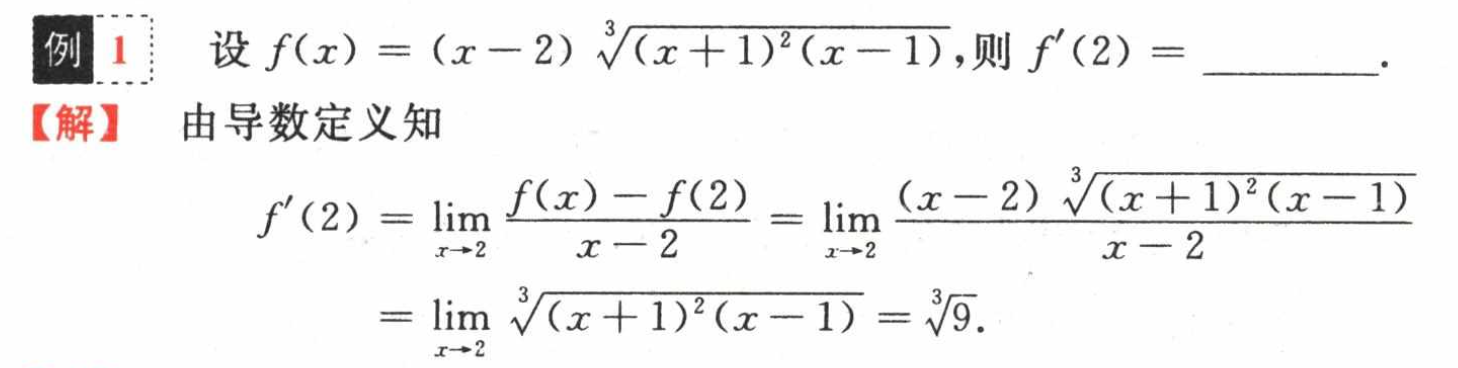 例 1 设 f(x) = (x − 2) ∛((x + 1)²(x − 1)),则 f′(2) = ________.
【解】 由导数定义知
f′(2) = lim_{x→2} (f(x) − f(2))/(x − 2) = lim_{x→2} ((x − 2) ∛((x + 1)²(x − 1)))/(x − 2)
= lim_{x→2} ∛((x + 1)²(x − 1)) = ∛9.